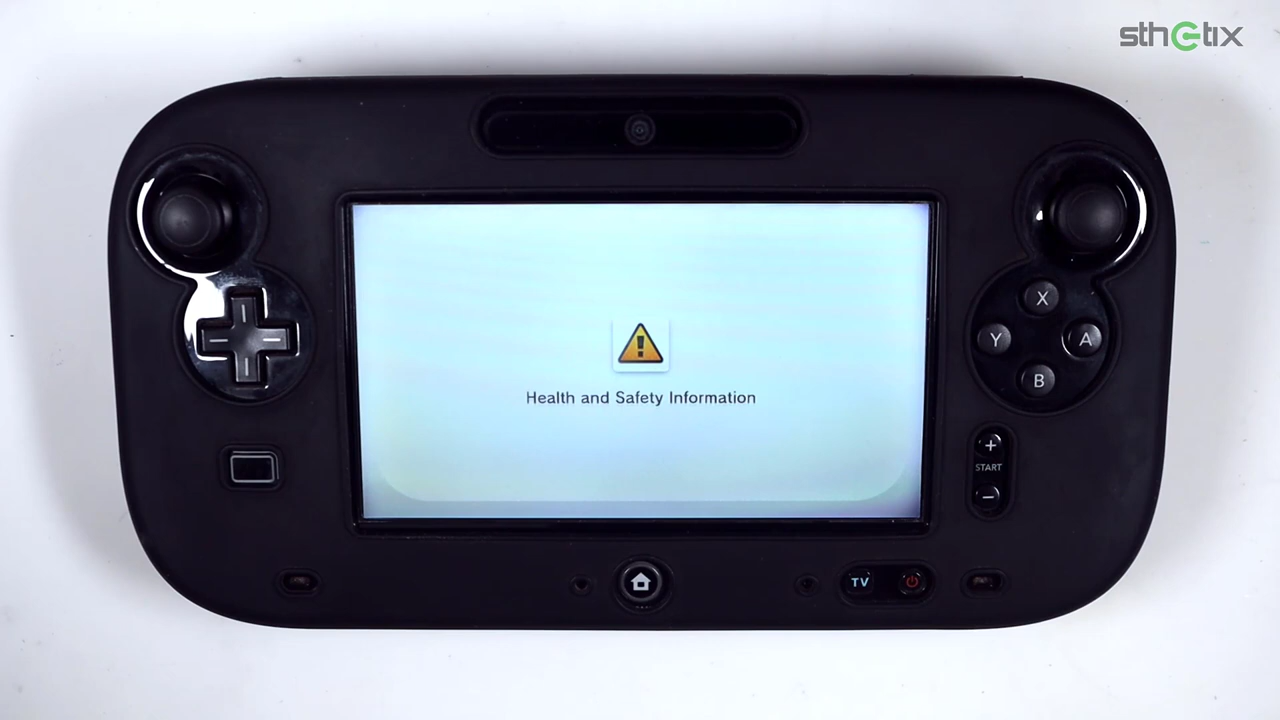 sthetix
Health and Safety Information
X
Y
A
B
START
TV